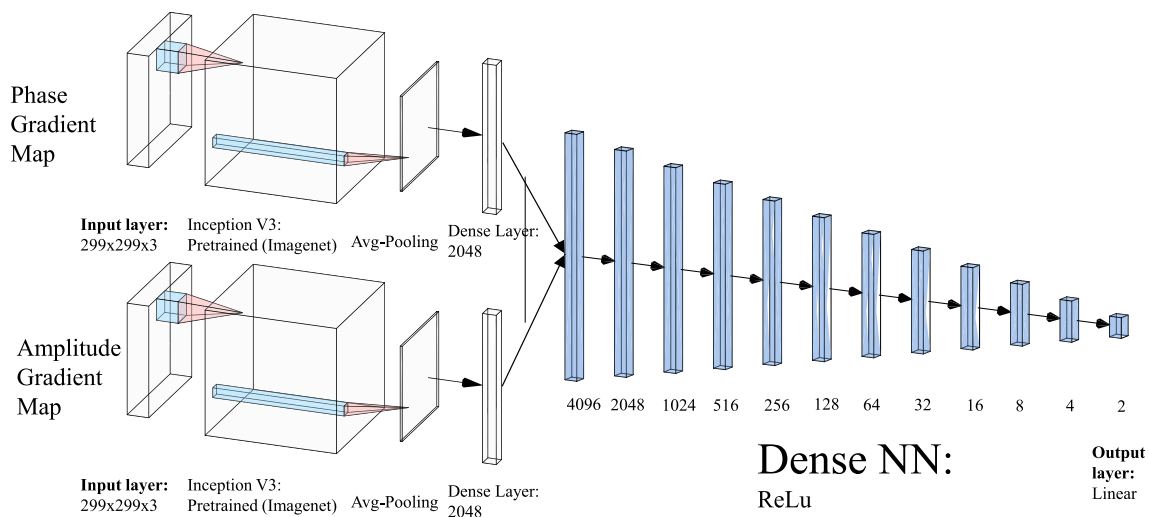 Phase
Gradient
Map
Input layer:
299x299x3
Inception V3:
Pretrained (Imagenet)
Avg-Pooling
Dense Layer:
2048
Amplitude
Gradient
Map
Input layer:
299x299x3
Inception V3:
Pretrained (Imagenet)
Avg-Pooling
Dense Layer:
2048
4096 2048 1024 516 256 128 64 32 16 8 4 2
Dense NN:
ReLu
Output
layer:
Linear